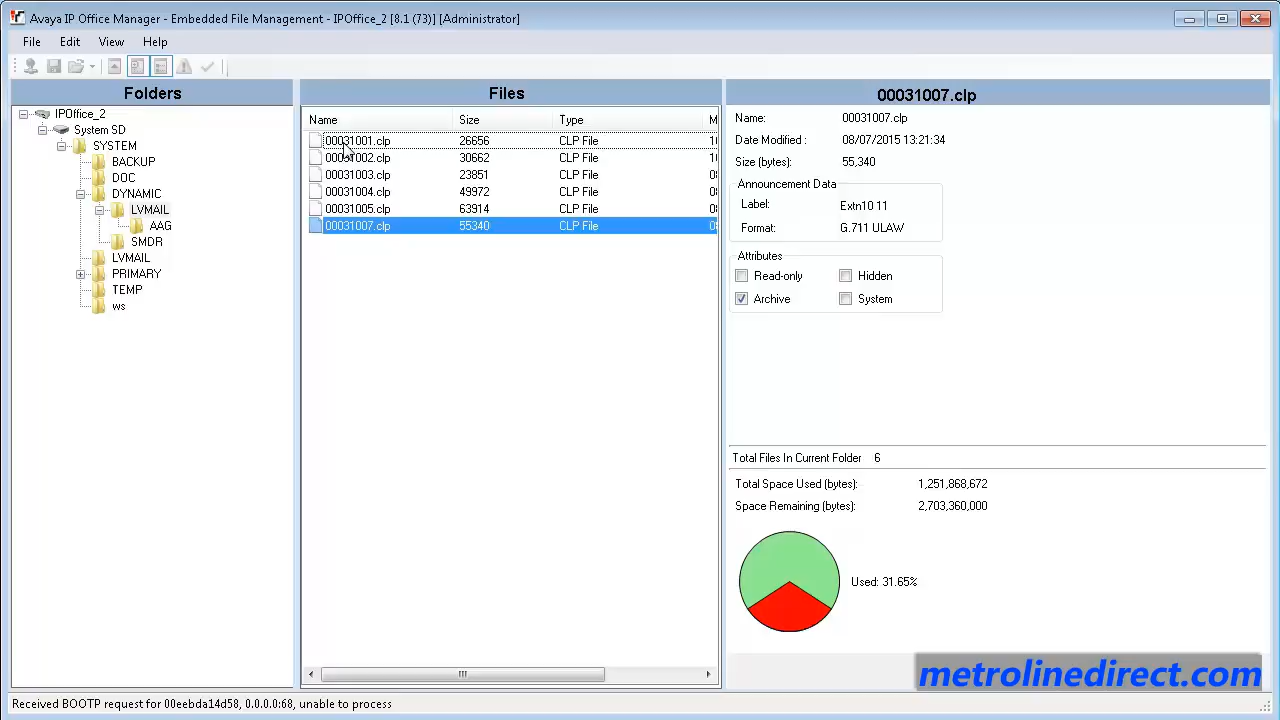 Avaya IP Office Manager - Embedded File Management - IPOffice_2 [8.1 (73)] [Administrator]
File Edit View Help
Folders
IPOffice_2
System SD
SYSTEM
BACKUP
DOC
DYNAMIC
LVMAIL
AAG
SMDR
LVMAIL
PRIMARY
TEMP
ws
Files
Name Size Type M
00031001.clp 26656 CLP File
00031002.clp 30662 CLP File
00031003.clp 23851 CLP File
00031004.clp 49972 CLP File
00031005.clp 63914 CLP File
00031007.clp 55340 CLP File
00031007.clp
Name: 00031007.clp
Date Modified : 08/07/2015 13:21:34
Size (bytes): 55,340
Announcement Data
Label: Extn10 11
Format: G.711 ULAW
Attributes
Read-only Hidden
Archive System
Total Files In Current Folder 6
Total Space Used (bytes): 1,251,868,672
Space Remaining (bytes): 2,703,360,000
Used: 31.65%
metrolinedirect.com
Received BOOTP request for 00eebda14d58, 0.0.0.0:68, unable to process